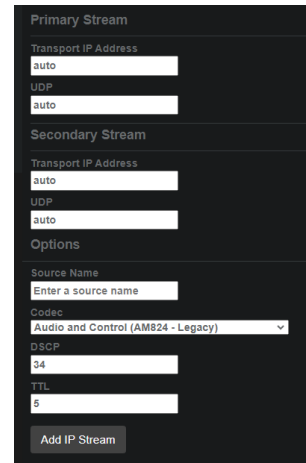 Primary Stream
Transport IP Address
auto
UDP
auto
Secondary Stream
Transport IP Address
auto
UDP
auto
Options
Source Name
Enter a source name
Codec
Audio and Control (AM824 - Legacy)
DSCP
34
TTL
5
Add IP Stream